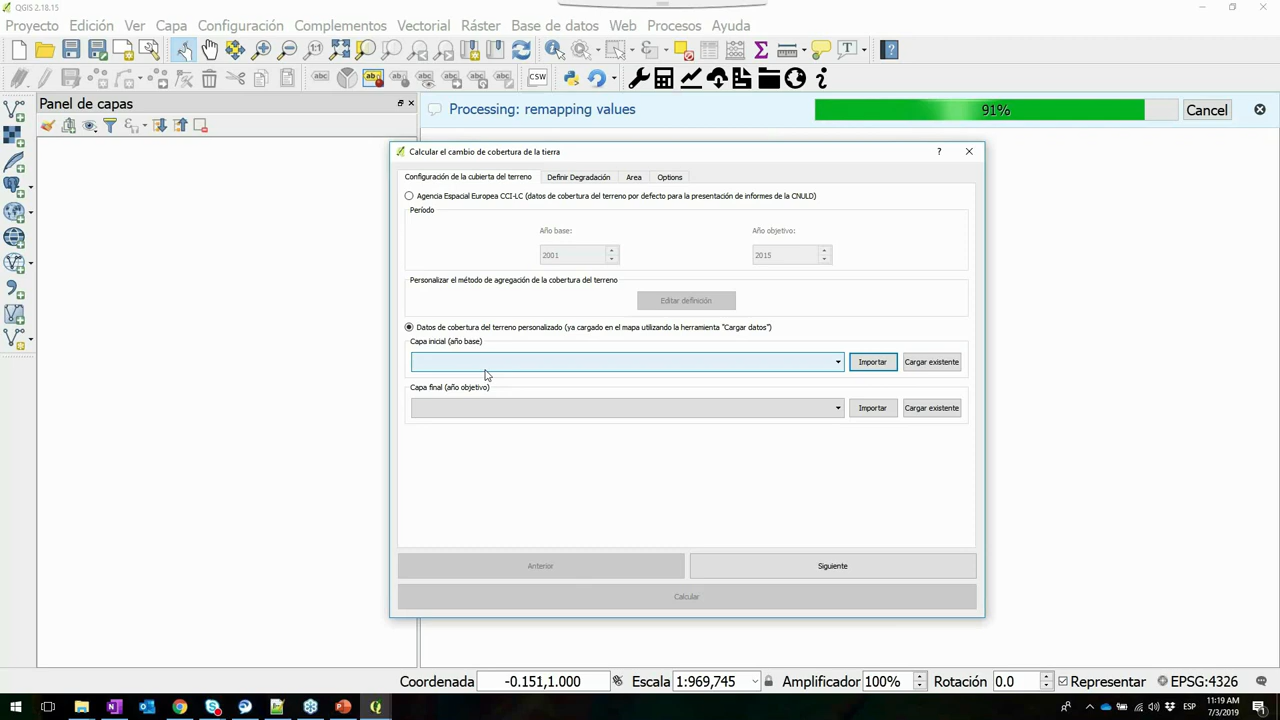 QGIS 2.18.15
Proyecto Edición Ver Capa Configuración Complementos Vectorial Ráster Base de datos Web Procesos Ayuda
CSW
Panel de capas
Processing: remapping values
91%
Cancel
Calcular el cambio de cobertura de la tierra
?
Configuración de la cubierta del terreno
Definir Degradación
Area
Options
Agencia Espacial Europea CCI-LC (datos de cobertura del terreno por defecto para la presentación de informes de la CNULD)
Período
Año base:
Año objetivo:
2001
2015
Personalizar el método de agregación de la cobertura del terreno
Editar definición
Datos de cobertura del terreno personalizado (ya cargado en el mapa utilizando la herramienta "Cargar datos")
Capa inicial (año base)
Importar
Cargar existente
Capa final (año objetivo)
Importar
Cargar existente
Anterior
Siguiente
Calcular
Coordenada
-0.151,1.000
Escala
1:969,745
Amplificador
100%
Rotación
0.0
Representar
EPSG:4326
ESP
11:19 AM
7/3/2019